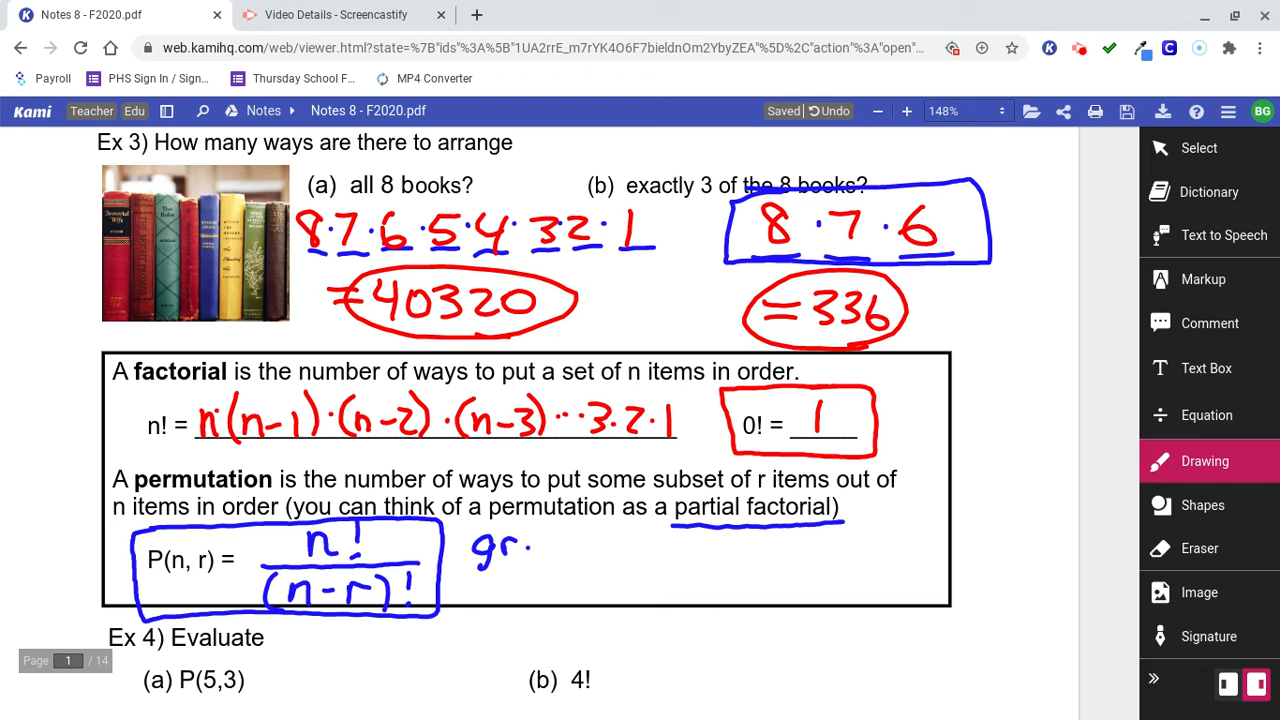 Notes 8 - F2020.pdf
Video Details - Screencastify
web.kamihq.com/web/viewer.html?state=%7B"ids"%3A%5B"1UA2rrE_m7rYK4O6F7bieldnOm2YbyZEA"%5D%2C"action"%3A"open"...
Payroll
PHS Sign In / Sign...
Thursday School F...
MP4 Converter
Kami Teacher Edu Notes Notes 8 - F2020.pdf Saved Undo 148% BG
Ex 3) How many ways are there to arrange
(a) all 8 books? (b) exactly 3 of the 8 books?
8·7·6·5·4·3·2·1 8·7·6
=40320 =336
A factorial is the number of ways to put a set of n items in order.
n! = n·(n-1)·(n-2)·(n-3)···3·2·1 0! = 1
A permutation is the number of ways to put some subset of r items out of
n items in order (you can think of a permutation as a partial factorial)
P(n, r) = n! / (n-r)! gr.
Ex 4) Evaluate
(a) P(5,3) (b) 4!
Page 1 / 14
Select
Dictionary
Text to Speech
Markup
Comment
Text Box
Equation
Drawing
Shapes
Eraser
Image
Signature